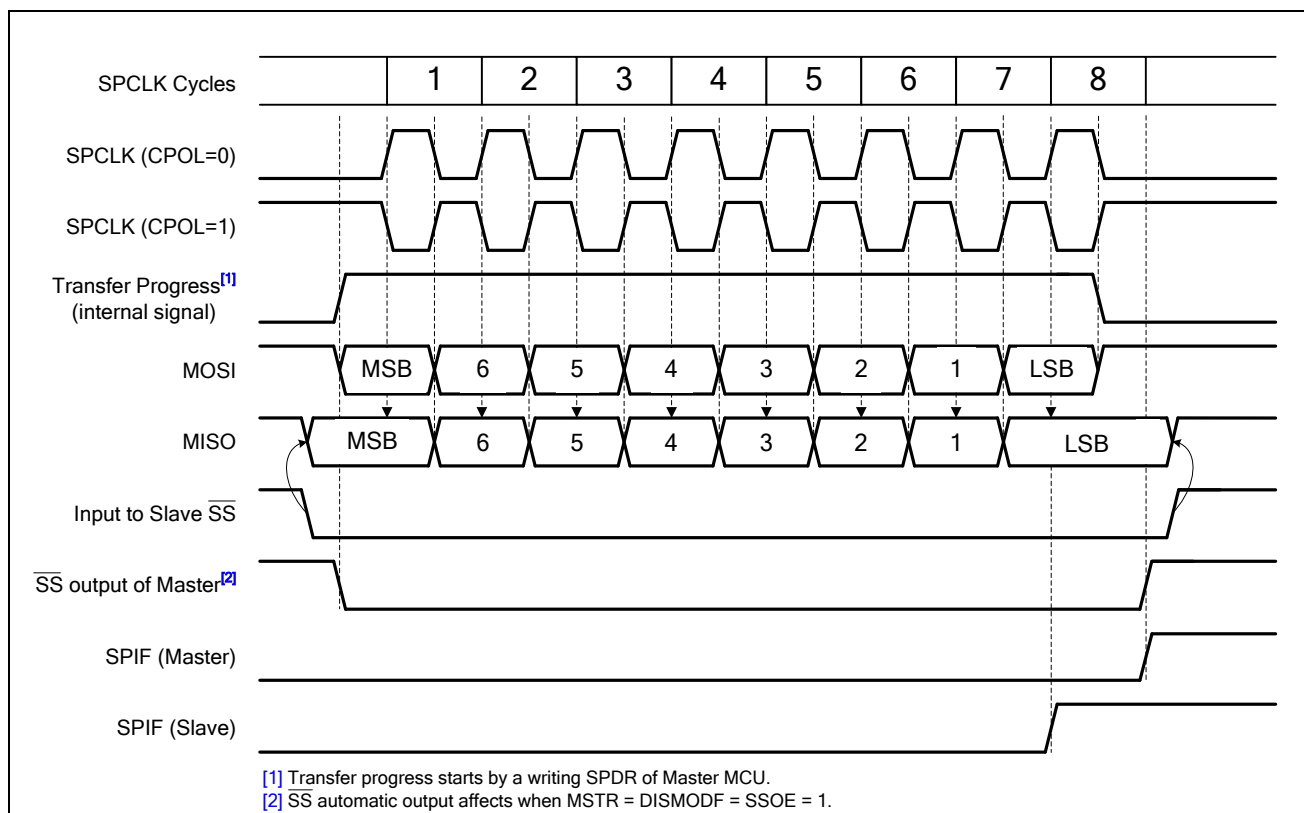 SPCLK Cycles 1 2 3 4 5 6 7 8
SPCLK (CPOL=0)
SPCLK (CPOL=1)
Transfer Progress[1]
(internal signal)
MOSI MSB 6 5 4 3 2 1 LSB
MISO MSB 6 5 4 3 2 1 LSB
Input to Slave SS
SS output of Master[2]
SPIF (Master)
SPIF (Slave)
[1] Transfer progress starts by a writing SPDR of Master MCU.
[2] SS automatic output affects when MSTR = DISMODF = SSOE = 1.